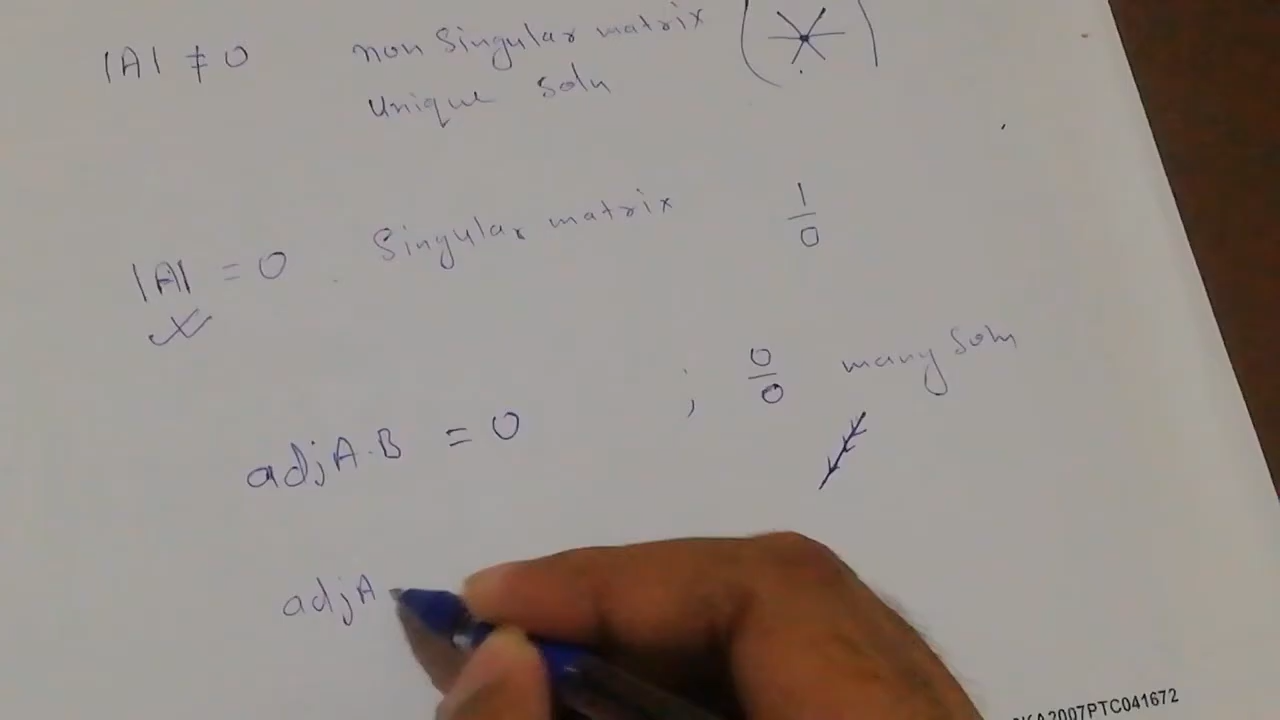 |A| ≠ 0 non Singular matrix
unique soln
|A| = 0 Singular matrix 1/0
adjA.B = 0 ; 0/0 many soln
adjA
KA2007PTC041672